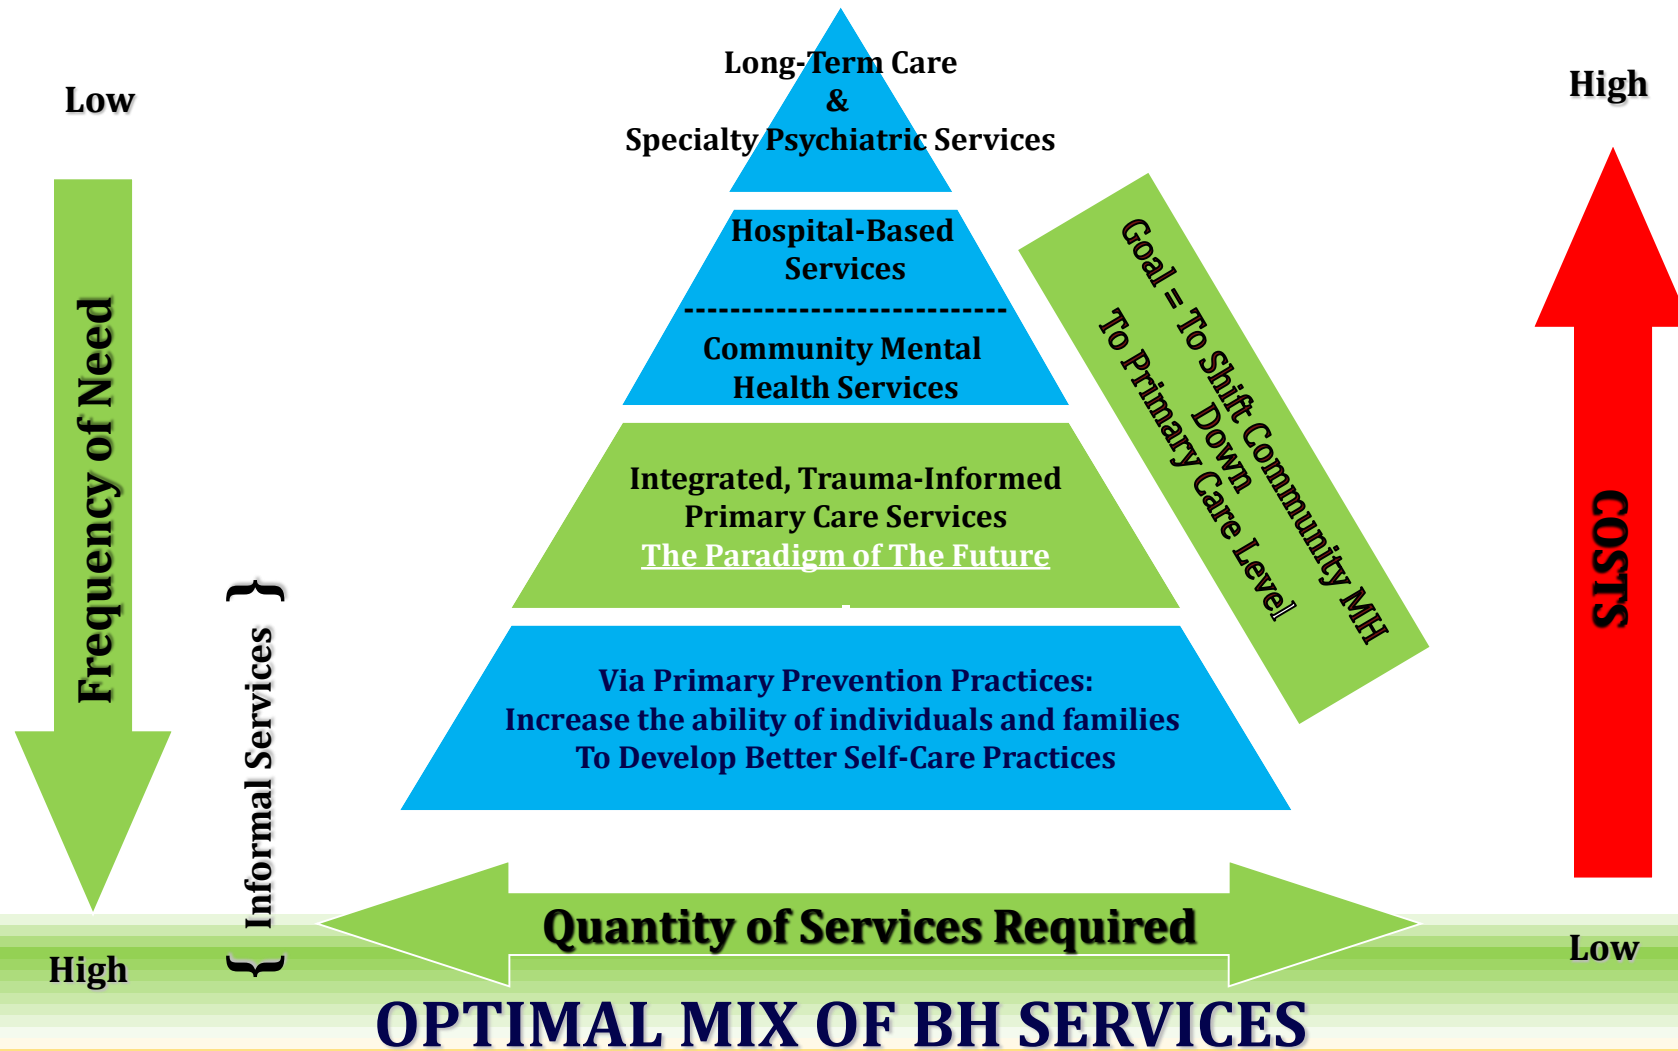 Low
High
Long-Term Care
&
Specialty Psychiatric Services
Hospital-Based
Services
----------------------------
Community Mental
Health Services
Integrated, Trauma-Informed
Primary Care Services
The Paradigm of The Future
Via Primary Prevention Practices:
Increase the ability of individuals and families
To Develop Better Self-Care Practices
Goal = To Shift Community MH
Down
To Primary Care Level
Frequency of Need
{ Informal Services }
COSTS
Quantity of Services Required
High
Low
OPTIMAL MIX OF BH SERVICES